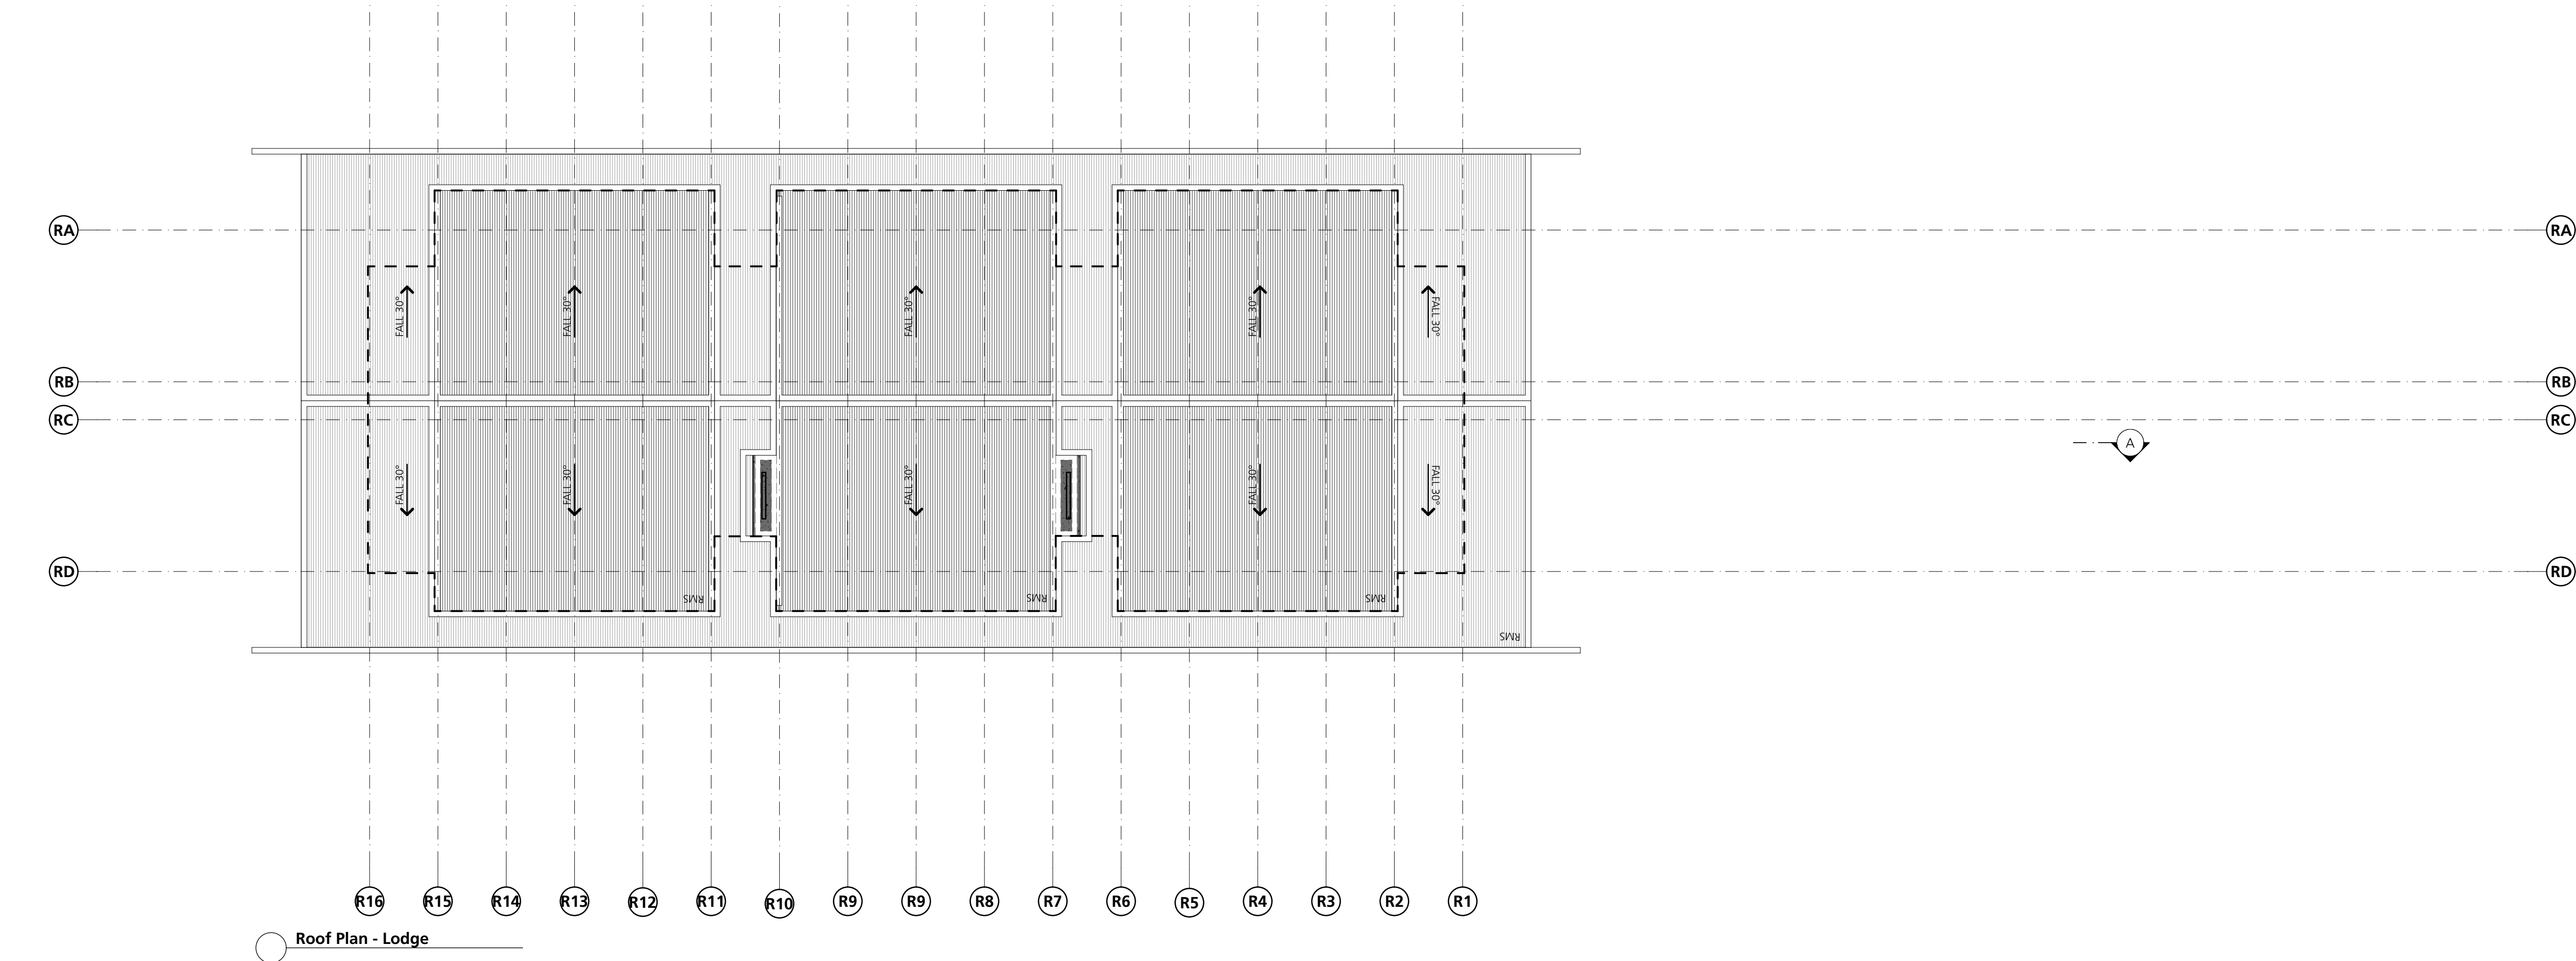 RA
RA
FALL 30°
FALL 30°
FALL 30°
FALL 30°
FALL 30°
RB
RB
RC
RC
A
FALL 30°
FALL 30°
FALL 30°
FALL 30°
FALL 30°
RD
RD
RMS
RMS
RMS
RMS
R16
R15
R14
R13
R12
R11
R10
R9
R9
R8
R7
R6
R5
R4
R3
R2
R1
Roof Plan - Lodge